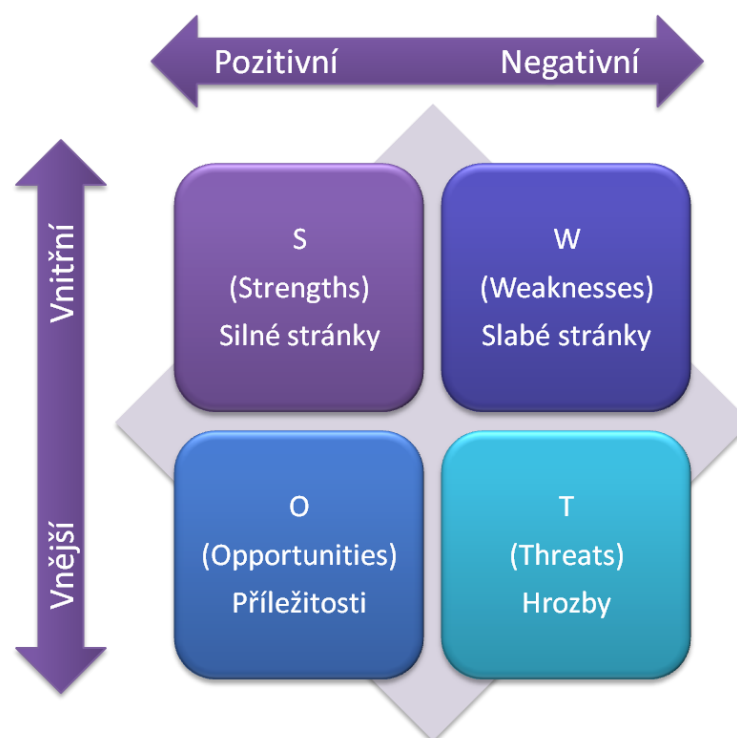 Pozitivní
Negativní
Vnitřní
Vnější
S
(Strengths)
Silné stránky
W
(Weaknesses)
Slabé stránky
O
(Opportunities)
Příležitosti
T
(Threats)
Hrozby